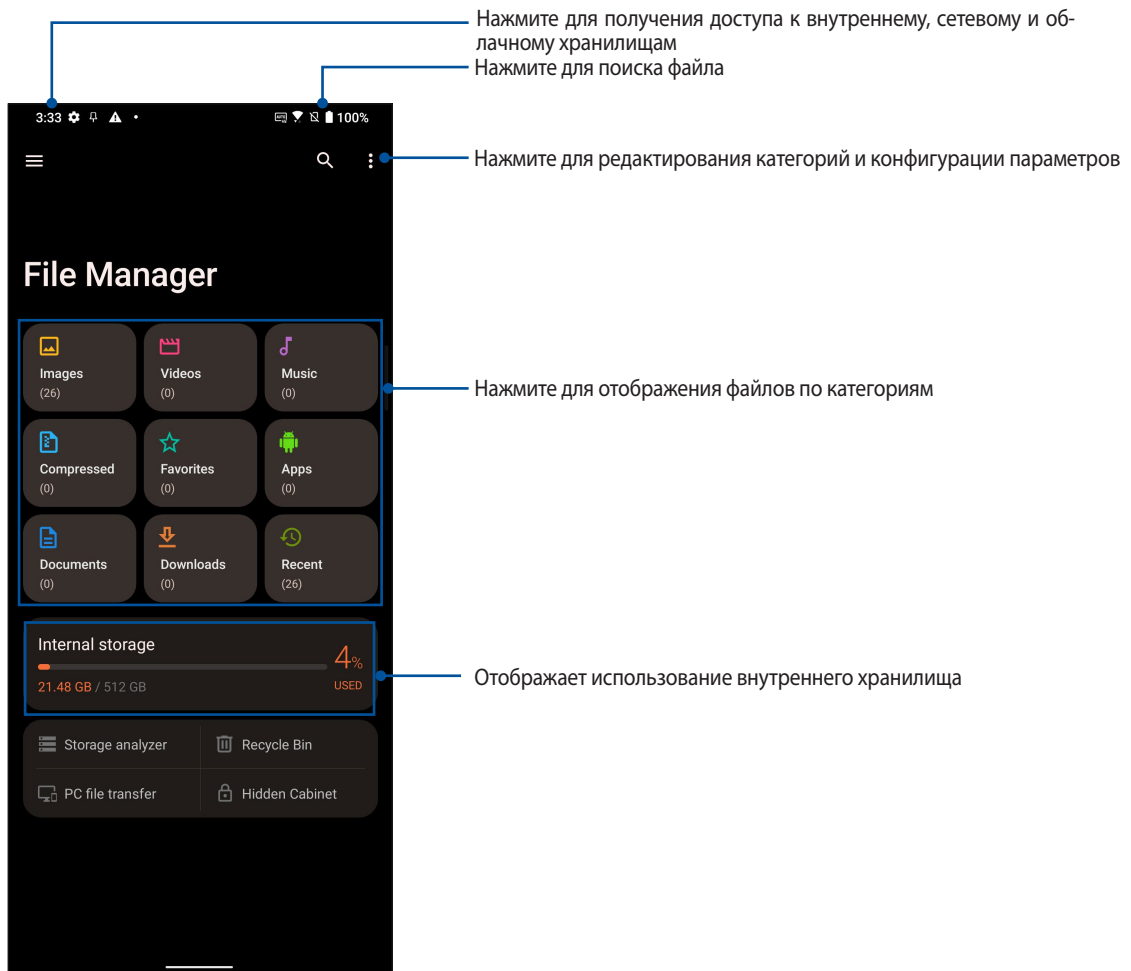 Нажмите для получения доступа к внутреннему, сетевому и об-
лачному хранилищам
Нажмите для поиска файла
3:33
100%
Нажмите для редактирования категорий и конфигурации параметров
File Manager
Images
(26)
Videos
(0)
Music
(0)
Нажмите для отображения файлов по категориям
Compressed
(0)
Favorites
(0)
Apps
(0)
Documents
(0)
Downloads
(0)
Recent
(26)
Internal storage
4%
21.48 GB / 512 GB
USED
Отображает использование внутреннего хранилища
Storage analyzer
Recycle Bin
PC file transfer
Hidden Cabinet